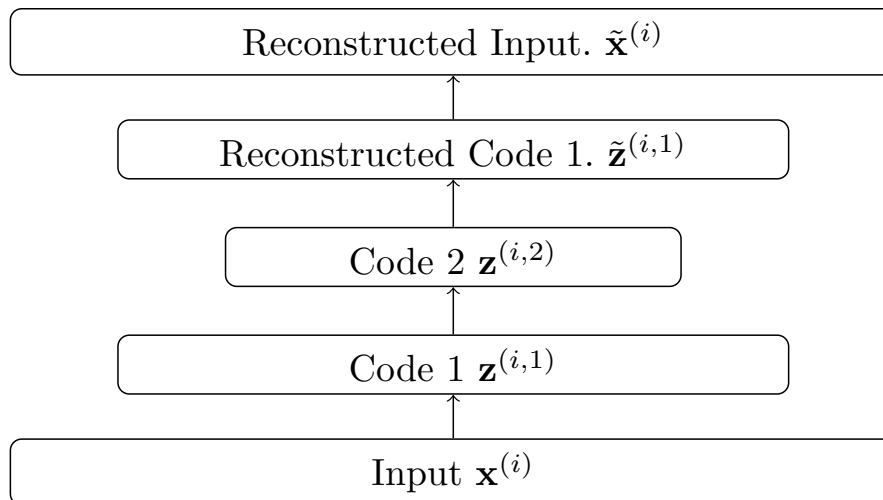 Reconstructed Input. x̃^(i)
Reconstructed Code 1. z̃^(i,1)
Code 2 z^(i,2)
Code 1 z^(i,1)
Input x^(i)